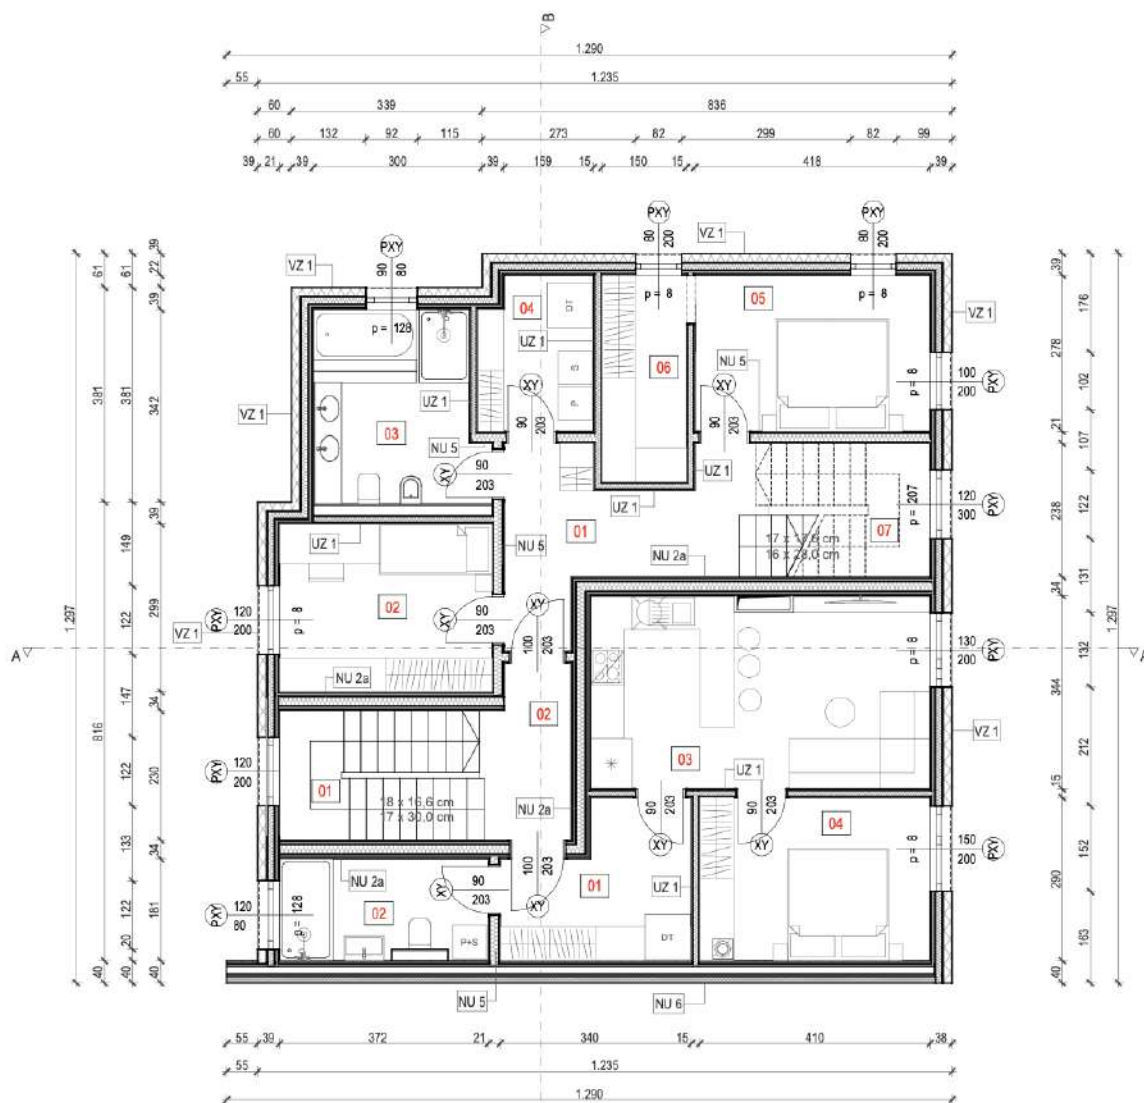 B
1.290
55 1.235
60 339 836
60 132 92 115 273 82 299 82 99
39 21 39 300 39 159 15 150 15 418 39
PXY PXY
80 200 VZ 1 80 200
PXY
90 80
VZ 1
39
61 61 22
39
39
04 DT p = 8 05 p = 8
176
VZ 1
p = 128
UZ 1
278
B
06 NU 5
100
200 PXY
p = 8
102
381 381 342
XY XY
P
VZ 1 UZ 1
90 203 90 203
21 107
03
NU 5
90
XY
203
UZ 1
UZ 1
p = 207
120
300 PXY
238 122
39
149
UZ 1 NU 5 01
17 x 17,6 cm
16 x 28,0 cm
07
NU 2a
131
34
1.297 1.297
122 299
PXY 120
200
p = 8
02
XY 90
203
XY
VZ 1
100 203
p = 8
130
200 PXY
132
A A
NU 2a
147 34
02
344
816
VZ 1
212
PXY 120
200
122 230
01
18 x 16,6 cm
17 x 30,0 cm
03 UZ 1
90 203 90 203
15
NU 2a
133 34
XY XY
04
p = 8
150
200 PXY
152
NU 2a
100 203
90
XY
203
XY
01 UZ 1
290
122 181
PXY 120
80
p = 128
02
P+S DT
163
20
40 40 40
40
NU 5 NU 6
55 39 372 21 340 15 410 38
55 1.235
1.290